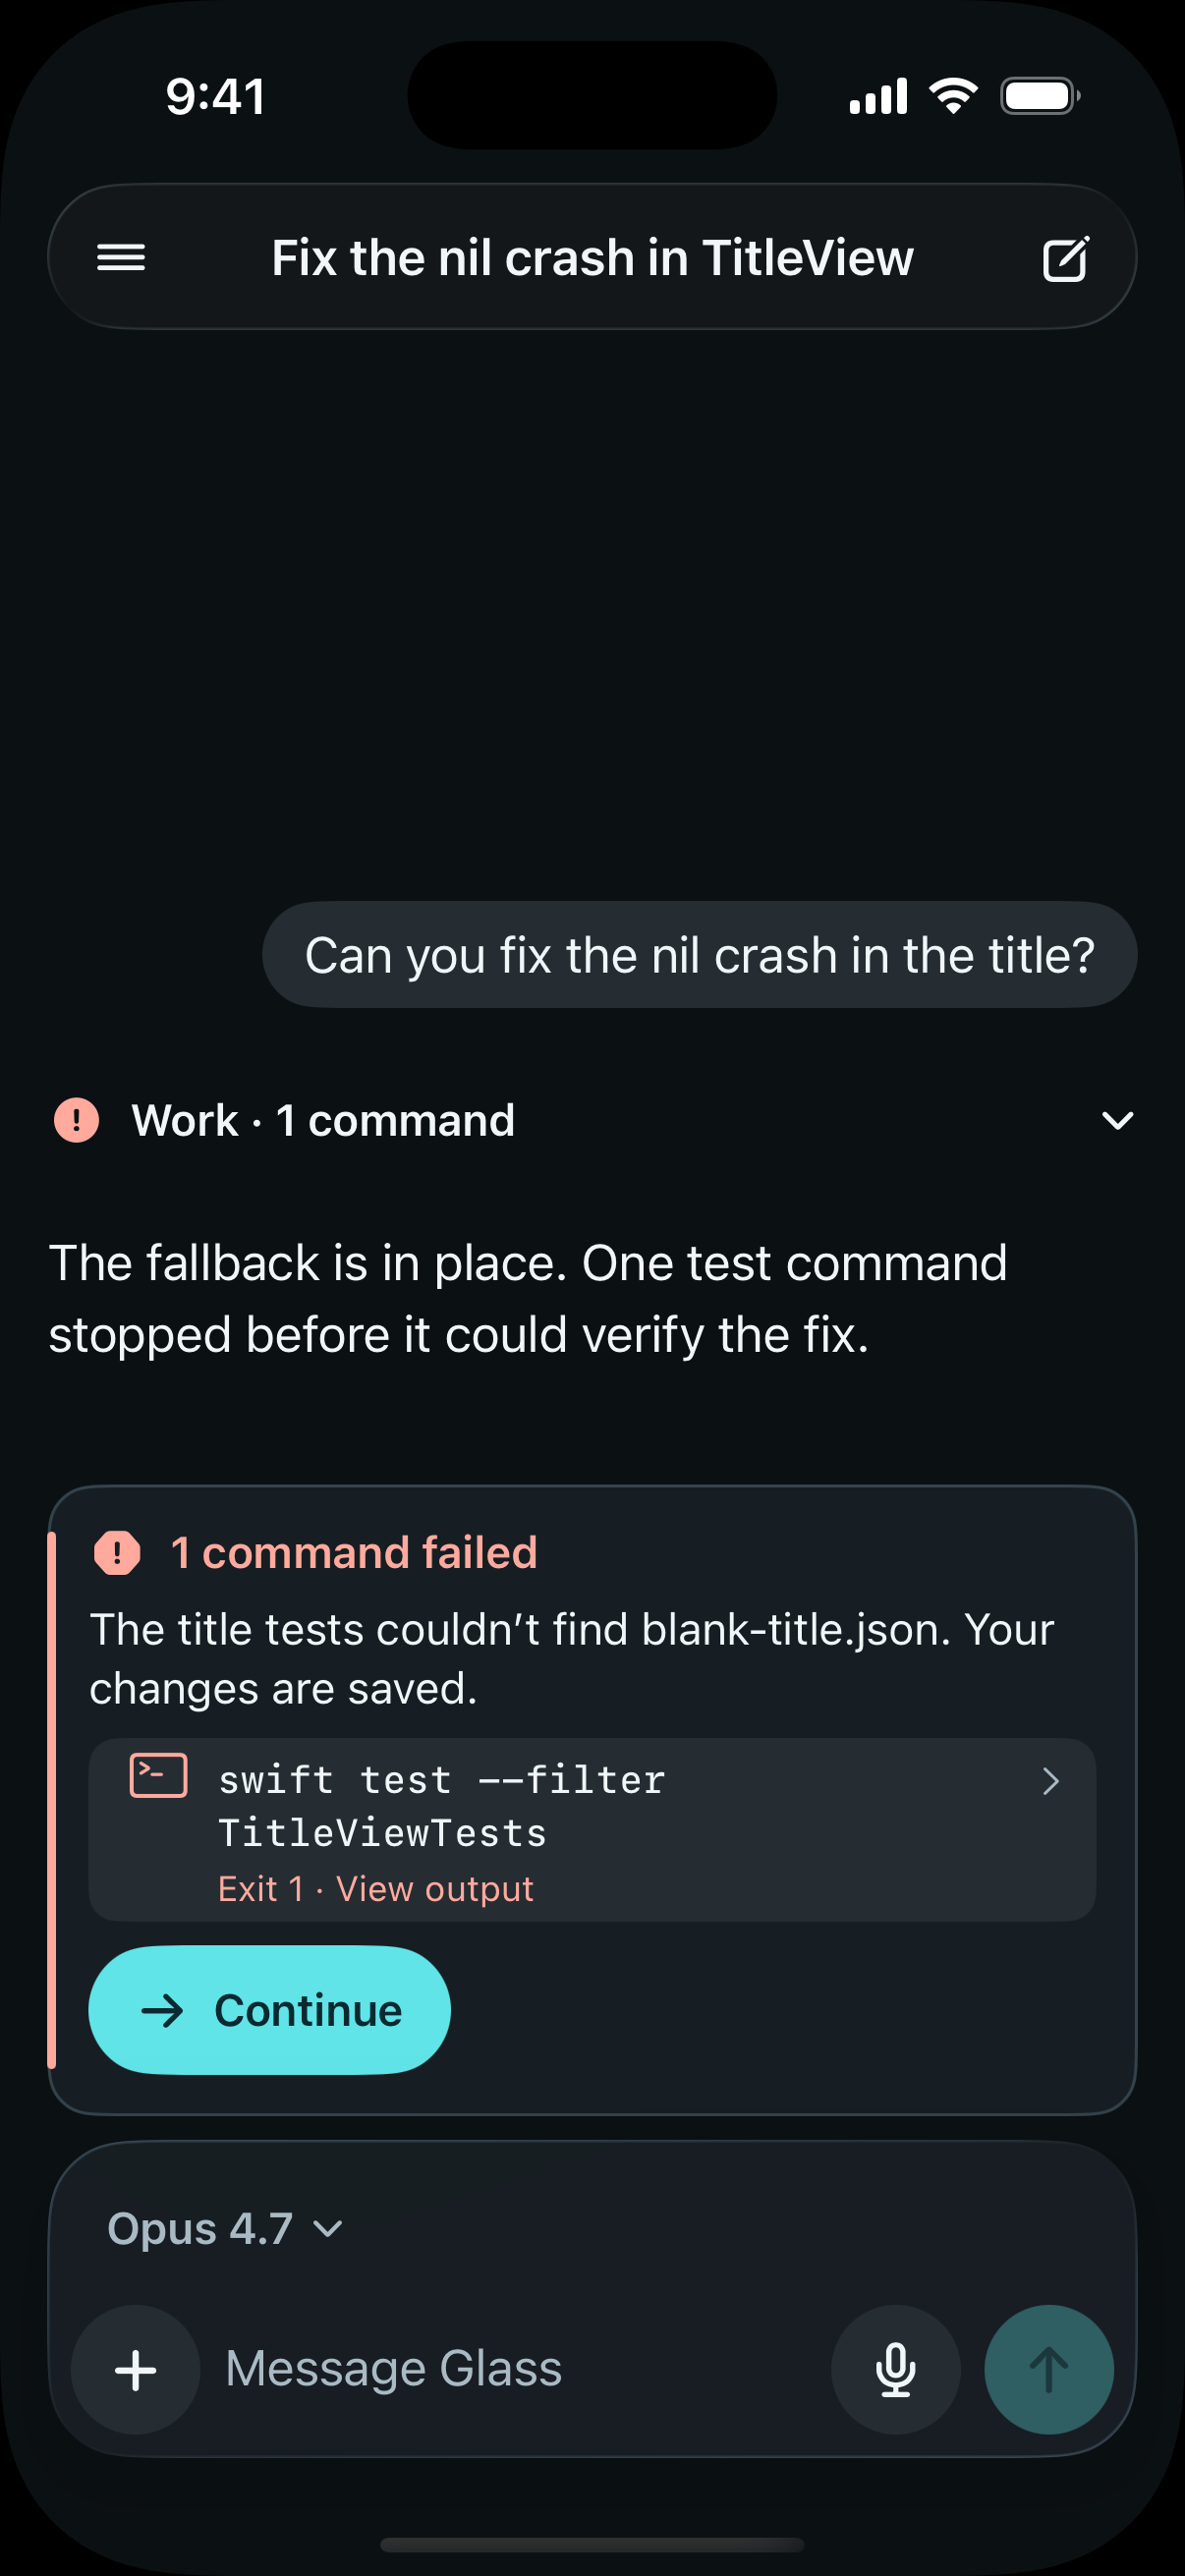 9:41
Fix the nil crash in TitleView
Can you fix the nil crash in the title?
Work · 1 command
The fallback is in place. One test command
stopped before it could verify the fix.
1 command failed
The title tests couldn’t find blank-title.json. Your
changes are saved.
swift test --filter
TitleViewTests
Exit 1 · View output
Continue
Opus 4.7
Message Glass